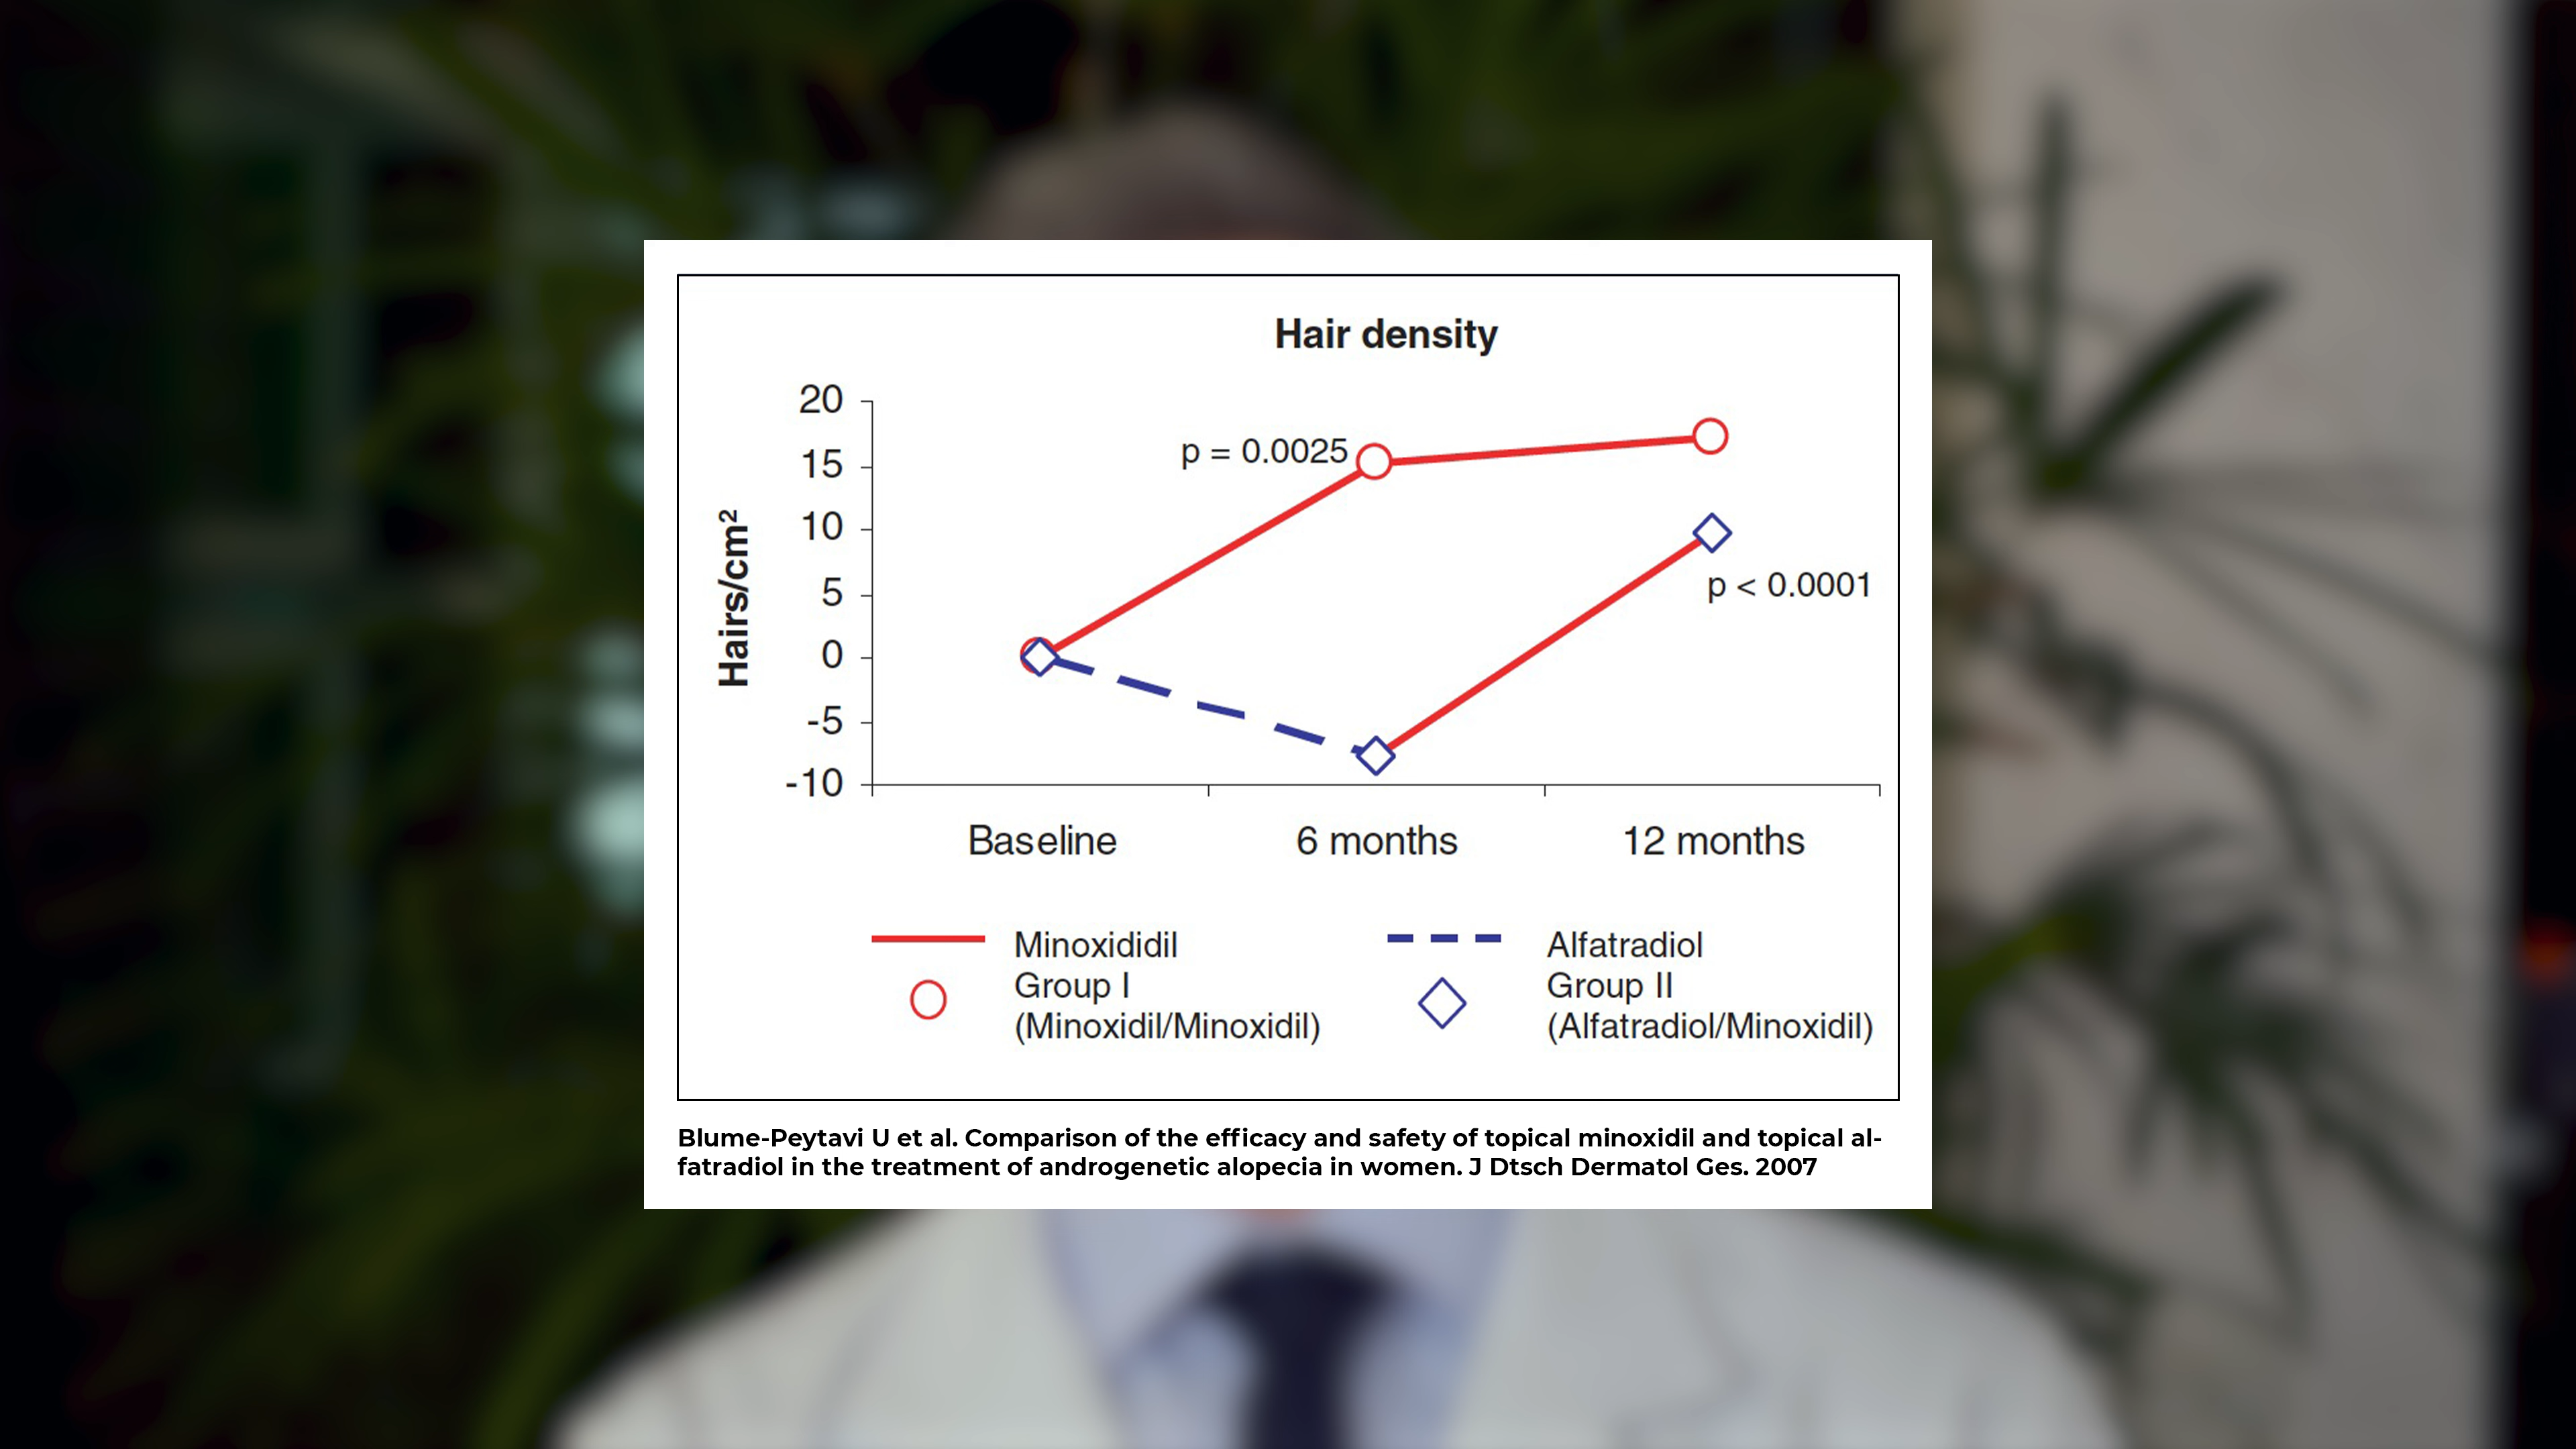 Hair density
20
15
10
5
0
-5
-10
Hairs/cm²
p = 0.0025
p < 0.0001
Baseline 6 months 12 months
Minoxididil
Group I
(Minoxidil/Minoxidil)
Alfatradiol
Group II
(Alfatradiol/Minoxidil)
Blume-Peytavi U et al. Comparison of the efficacy and safety of topical minoxidil and topical al-
fatradiol in the treatment of androgenetic alopecia in women. J Dtsch Dermatol Ges. 2007